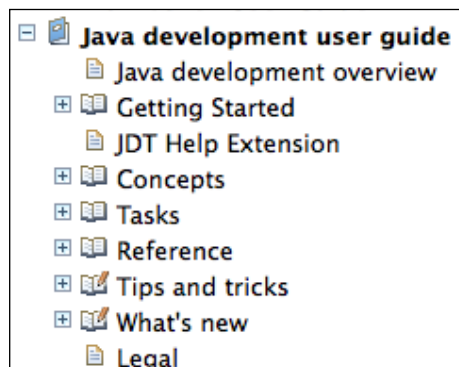 Java development user guide
Java development overview
Getting Started
JDT Help Extension
Concepts
Tasks
Reference
Tips and tricks
What's new
Legal